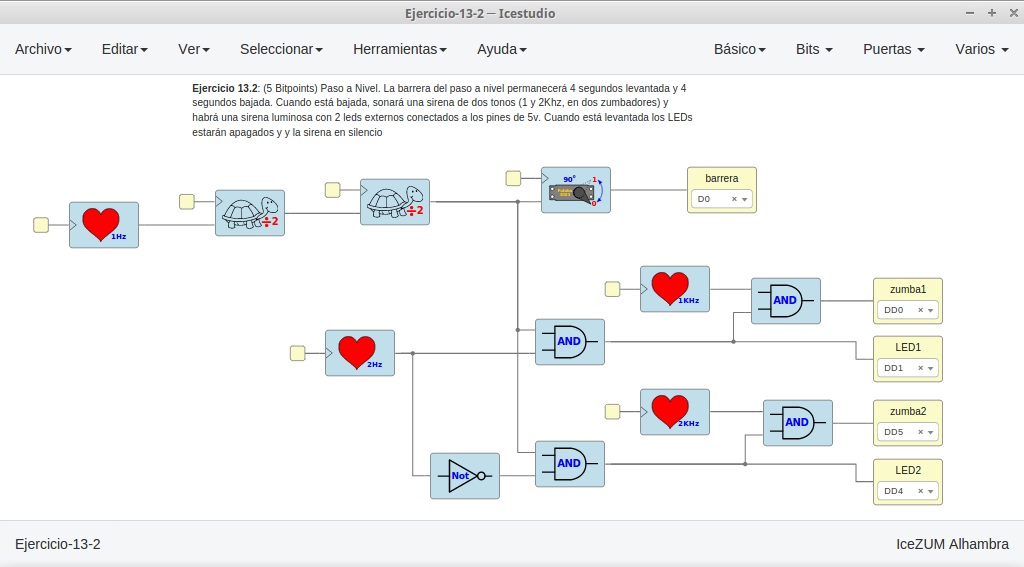 Ejercicio-13-2 — Icestudio
Archivo Editar Ver Seleccionar Herramientas Ayuda Básico Bits Puertas Varios
Ejercicio 13.2: (5 Bitpoints) Paso a Nivel. La barrera del paso a nivel permanecerá 4 segundos levantada y 4
segundos bajada. Cuando está bajada, sonará una sirena de dos tonos (1 y 2Khz, en dos zumbadores) y
habrá una sirena luminosa con 2 leds externos conectados a los pines de 5v. Cuando está levantada los LEDs
estarán apagados y y la sirena en silencio
1Hz
÷2
÷2
90°
1
0
barrera
D0
1KHz
AND
zumba1
DD0
2Hz
AND
LED1
DD1
2KHz
AND
zumba2
DD5
Not
AND
LED2
DD4
Ejercicio-13-2
IceZUM Alhambra